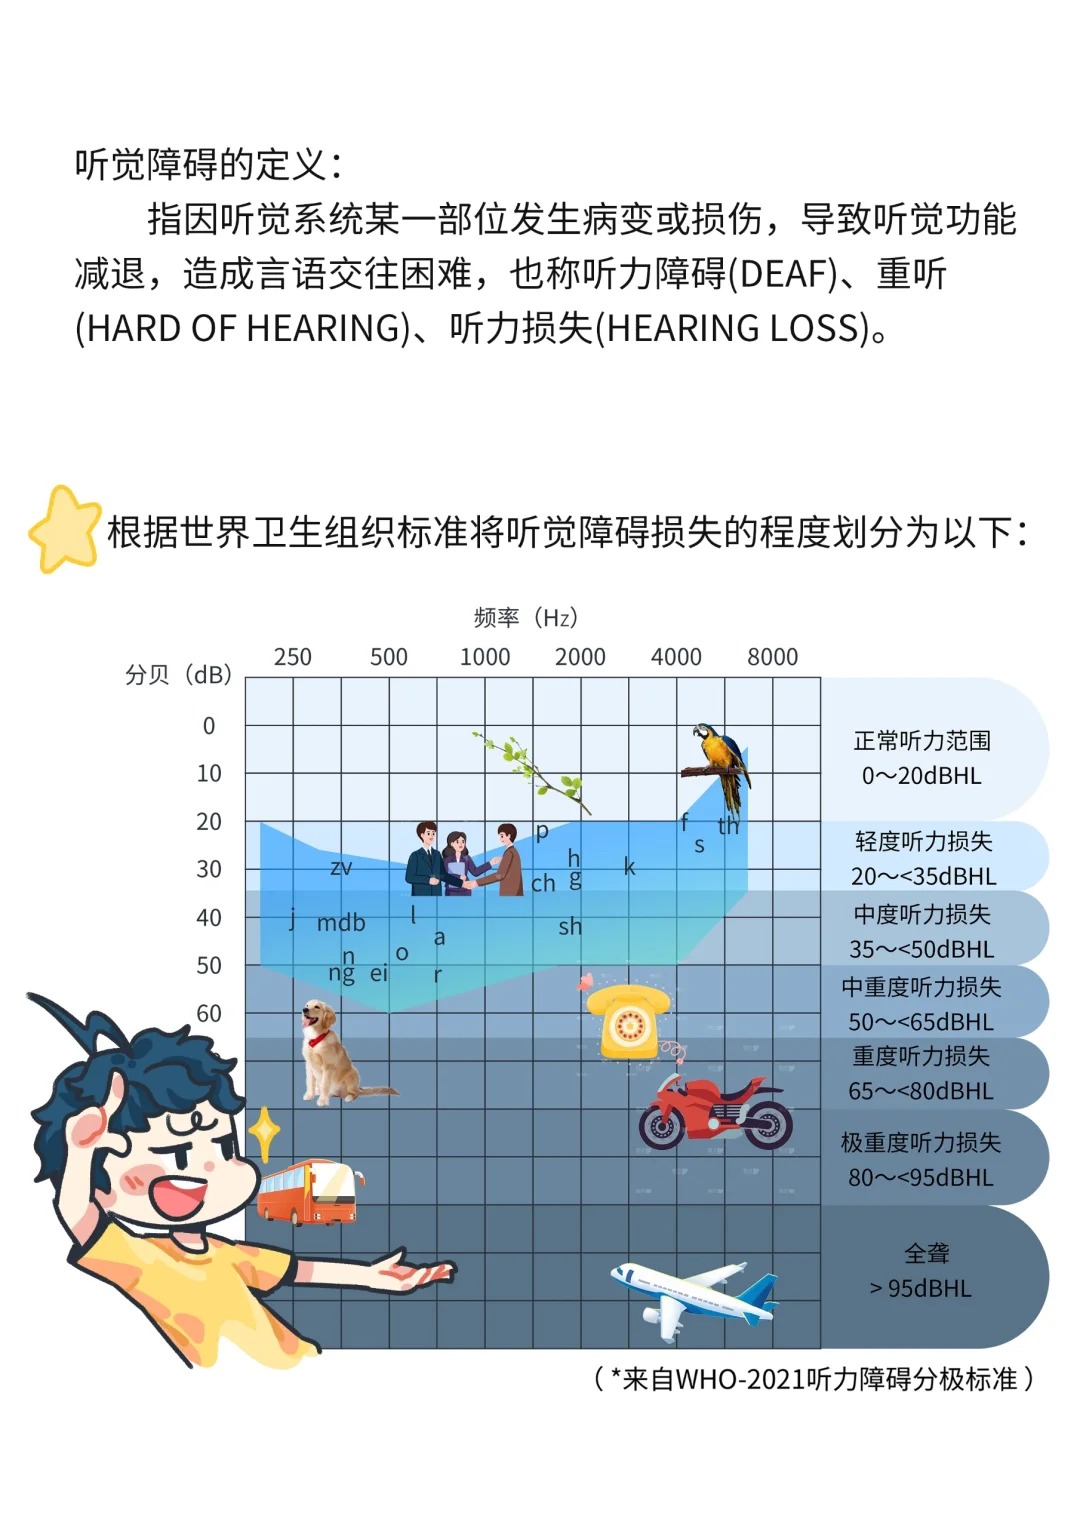 听觉障碍的定义：
指因听觉系统某一部位发生病变或损伤，导致听觉功能
减退，造成言语交往困难，也称听力障碍(DEAF)、重听
(HARD OF HEARING)、听力损失(HEARING LOSS)。
根据世界卫生组织标准将听觉障碍损失的程度划分为以下：
频率（Hz）
250 500 1000 2000 4000 8000
分贝（dB）
0
10
20
30
40
50
60
p
f
th
s
zv
h
k
ch
g
j
mdb
l
sh
a
o
n
ng
ei
r
正常听力范围
0～20dBHL
轻度听力损失
20～<35dBHL
中度听力损失
35～<50dBHL
中重度听力损失
50～<65dBHL
重度听力损失
65～<80dBHL
极重度听力损失
80～<95dBHL
全聋
> 95dBHL
（ *来自WHO-2021听力障碍分极标准 ）